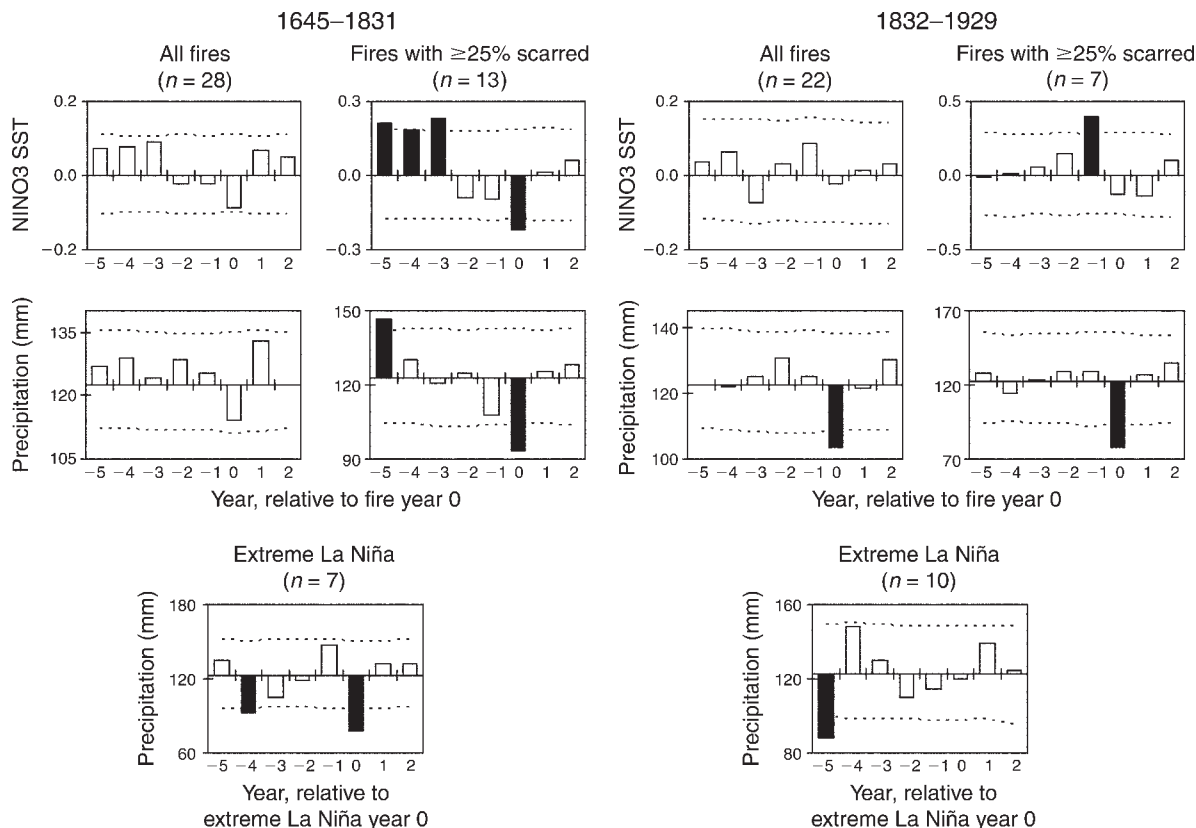 1645–1831
1832–1929
All fires
(n = 28)
Fires with ≥25% scarred
(n = 13)
All fires
(n = 22)
Fires with ≥25% scarred
(n = 7)
NINO3 SST
0.2
0.0
−0.2
−5 −4 −3 −2 −1 0 1 2
0.3
0.0
−0.3
−5 −4 −3 −2 −1 0 1 2
NINO3 SST
0.2
0.0
−0.2
−5 −4 −3 −2 −1 0 1 2
0.5
0.0
−0.5
−5 −4 −3 −2 −1 0 1 2
Precipitation (mm)
135
120
105
−5 −4 −3 −2 −1 0 1 2
150
120
90
−5 −4 −3 −2 −1 0 1 2
Year, relative to fire year 0
Precipitation (mm)
140
120
100
−5 −4 −3 −2 −1 0 1 2
170
120
70
−5 −4 −3 −2 −1 0 1 2
Year, relative to fire year 0
Extreme La Niña
(n = 7)
Precipitation (mm)
180
120
60
−5 −4 −3 −2 −1 0 1 2
Year, relative to
extreme La Niña year 0
Extreme La Niña
(n = 10)
Precipitation (mm)
160
120
80
−5 −4 −3 −2 −1 0 1 2
Year, relative to
extreme La Niña year 0